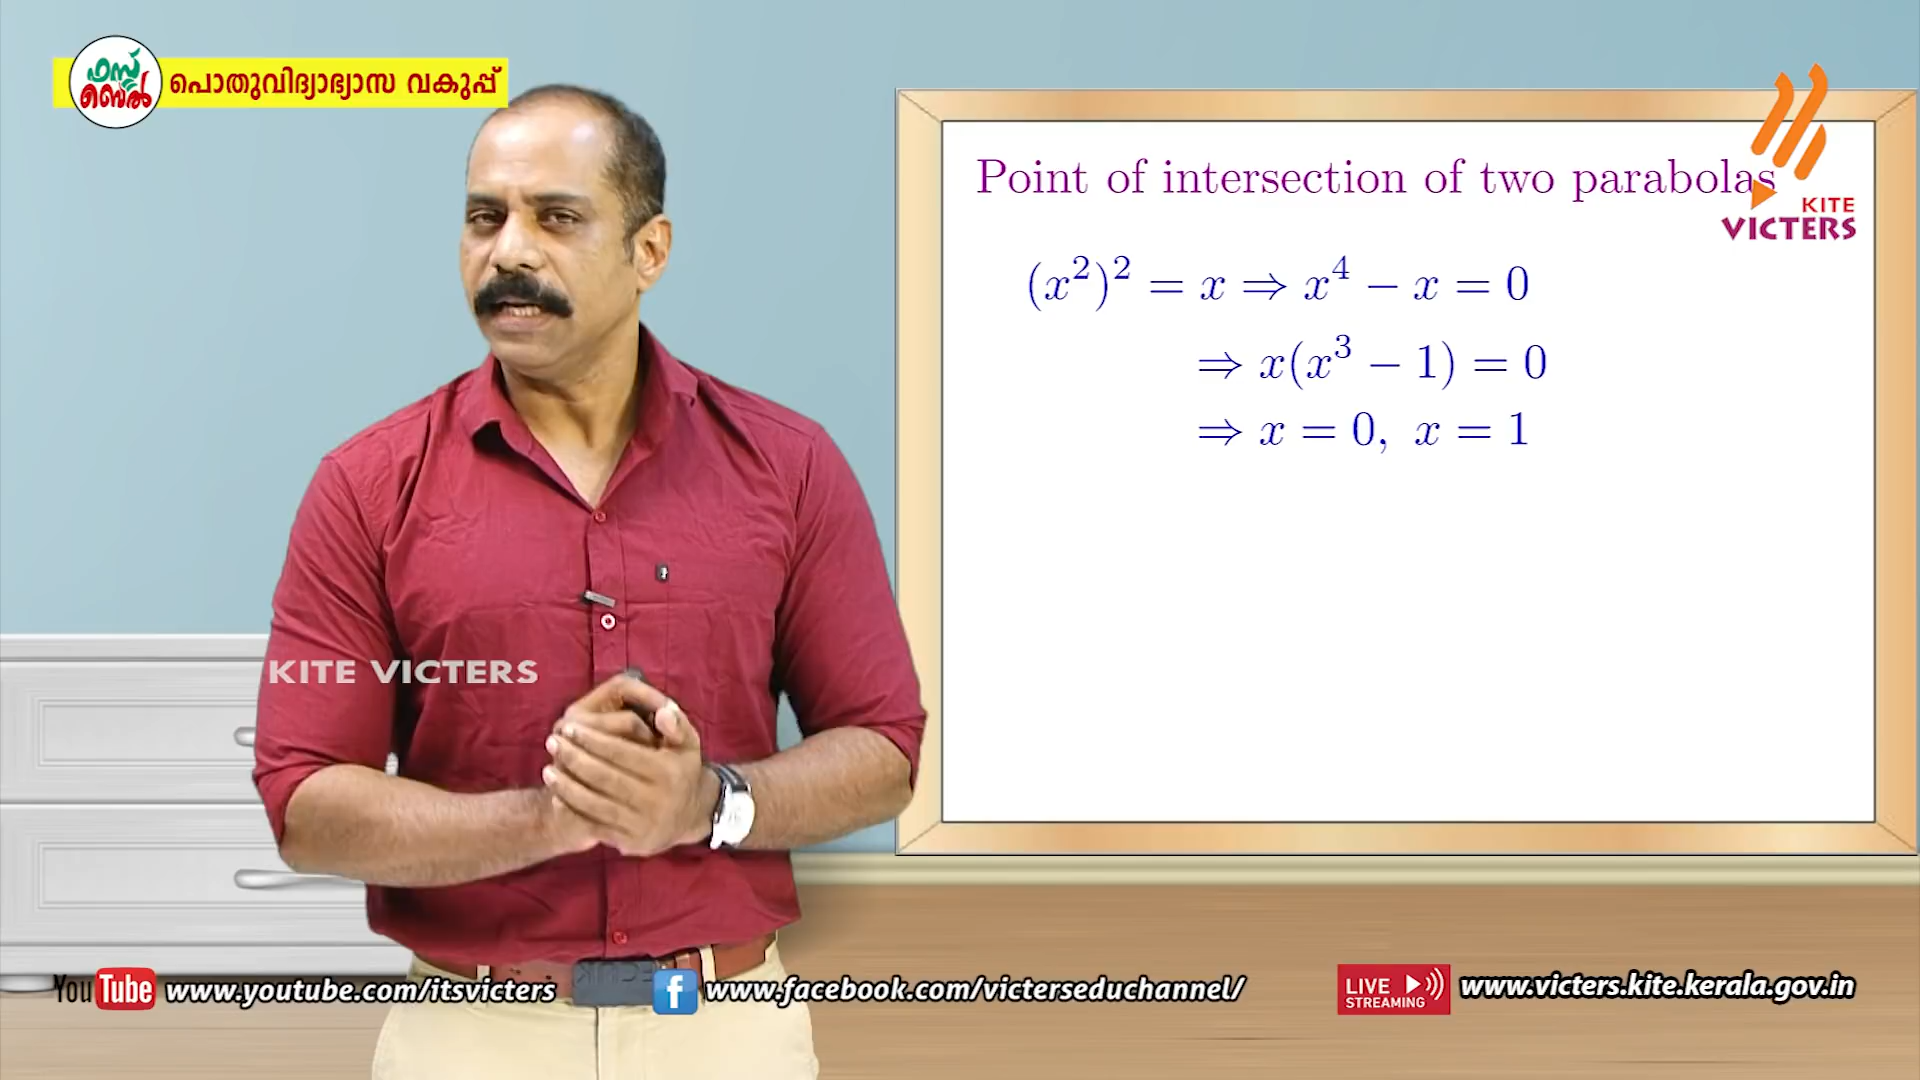 ഫസ്റ്റ്
ബെൽ
പൊതുവിദ്യാഭ്യാസ വകുപ്പ്
Point of intersection of two parabolas
KITE
VICTERS
(x²)² = x ⇒ x⁴ − x = 0
⇒ x(x³ − 1) = 0
⇒ x = 0, x = 1
KITE VICTERS
YouTube www.youtube.com/itsvicters
f www.facebook.com/victerseduchannel/
LIVE
STREAMING
www.victers.kite.kerala.gov.in